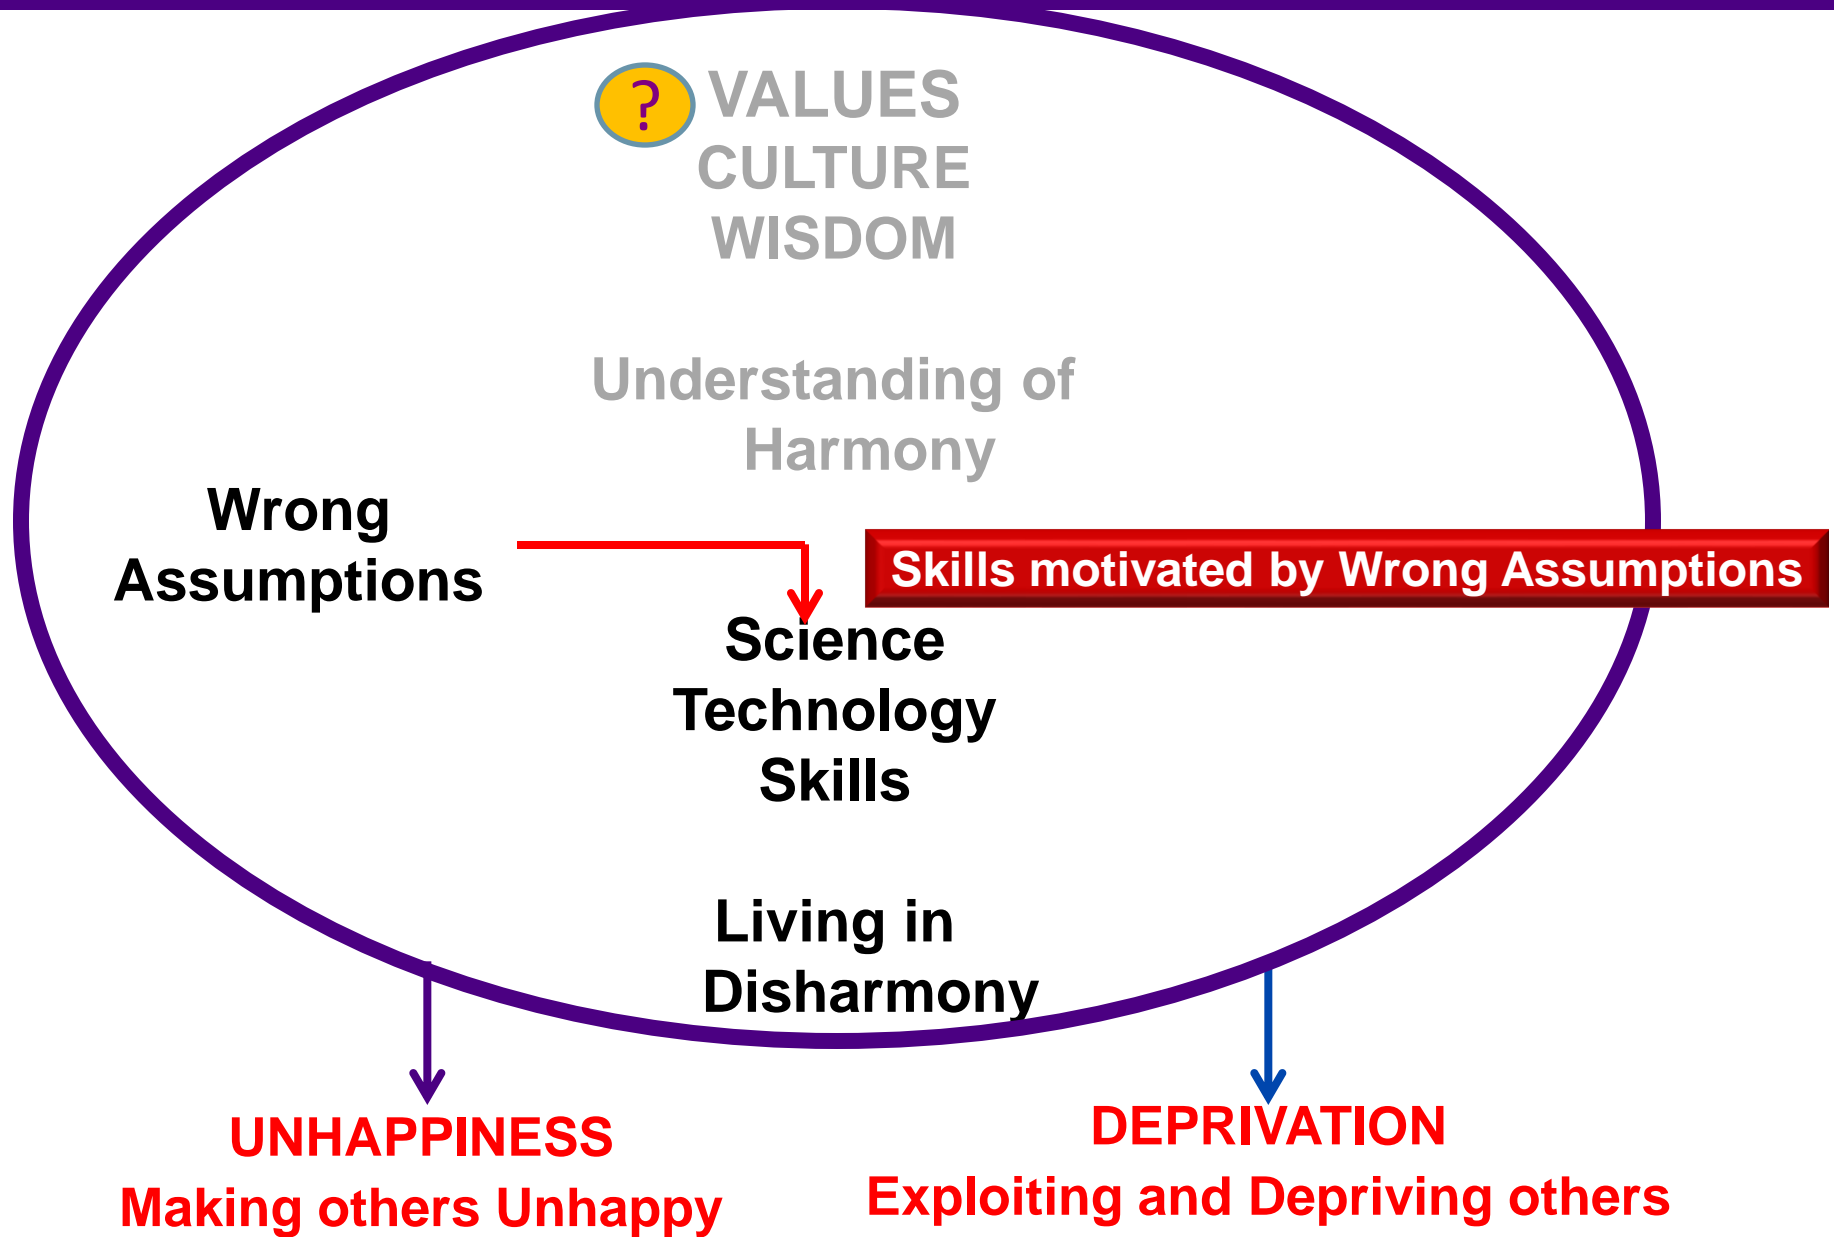 ? VALUES
CULTURE
WISDOM
Understanding of
Harmony
Wrong
Assumptions
Skills motivated by Wrong Assumptions
Science
Technology
Skills
Living in
Disharmony
UNHAPPINESS
Making others Unhappy
DEPRIVATION
Exploiting and Depriving others